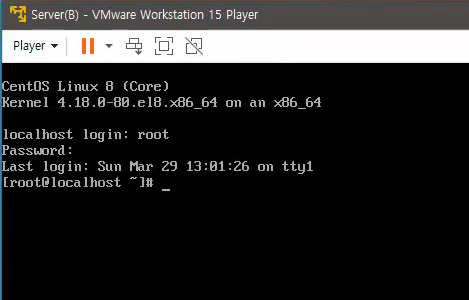 Server(B) - VMware Workstation 15 Player
Player
CentOS Linux 8 (Core)
Kernel 4.18.0-80.el8.x86_64 on an x86_64
localhost login: root
Password:
Last login: Sun Mar 29 13:01:26 on tty1
[root@localhost ~]# _